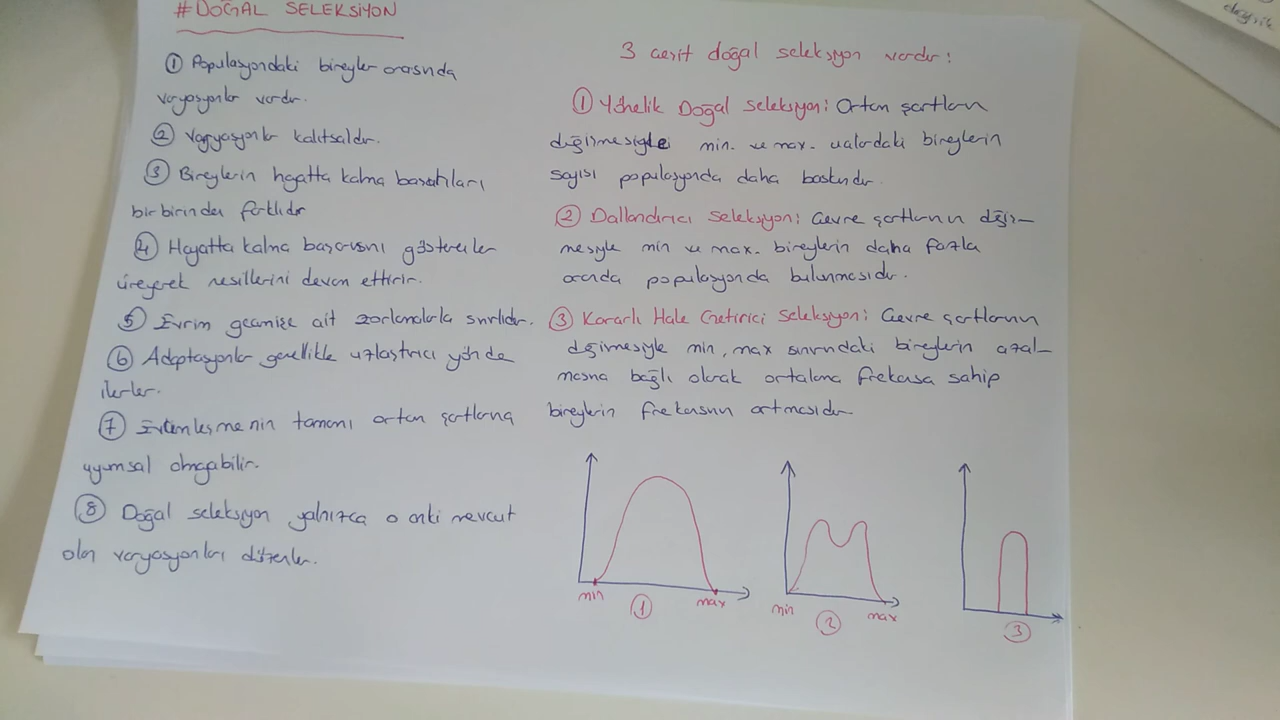 #DOĞAL SELEKSİYON
① Populasyondaki bireyler arasında
varyasyonlar vardır.
② Varyasyonlar kalıtsaldır.
③ Bireylerin hayatta kalma başarıları
birbirinden farklıdır
④ Hayatta kalma başarısını gösterenler
üreyerek nesillerini devam ettirir.
⑤ Evrim geçmişe ait zorlamalarla sınırlıdır.
⑥ Adaptasyonlar genellikle uzlaştırıcı yönde
ilerler.
⑦ Evrimleşmenin tamamı ortam şartlarına
uyumsal olmayabilir.
⑧ Doğal seleksiyon yalnızca o anki mevcut
olan varyasyonları düzenler.
3 çeşit doğal seleksiyon vardır:
① Yönelik Doğal Seleksiyon: Ortam şartların
değişmesiyle min. ve max. uçlardaki bireylerin
sayısı populasyonda daha baskındır.
② Dallandırıcı Seleksiyon: Çevre şartlarının değiş-
mesiyle min ve max. bireylerin daha fazla
oranda populasyonda bulunmasıdır.
③ Kararlı Hale Getirici Seleksiyon: Çevre şartlarının
değişmesiyle min, max sınırındaki bireylerin azal-
masına bağlı olarak ortalama frekansa sahip
bireylerin frekansının artmasıdır
min ① max
min ② max
③